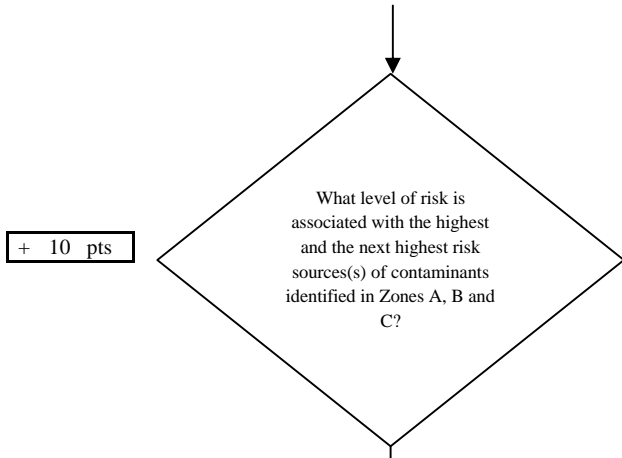 What level of risk is
associated with the highest
and the next highest risk
sources(s) of contaminants
identified in Zones A, B and
C?
+ 10 pts